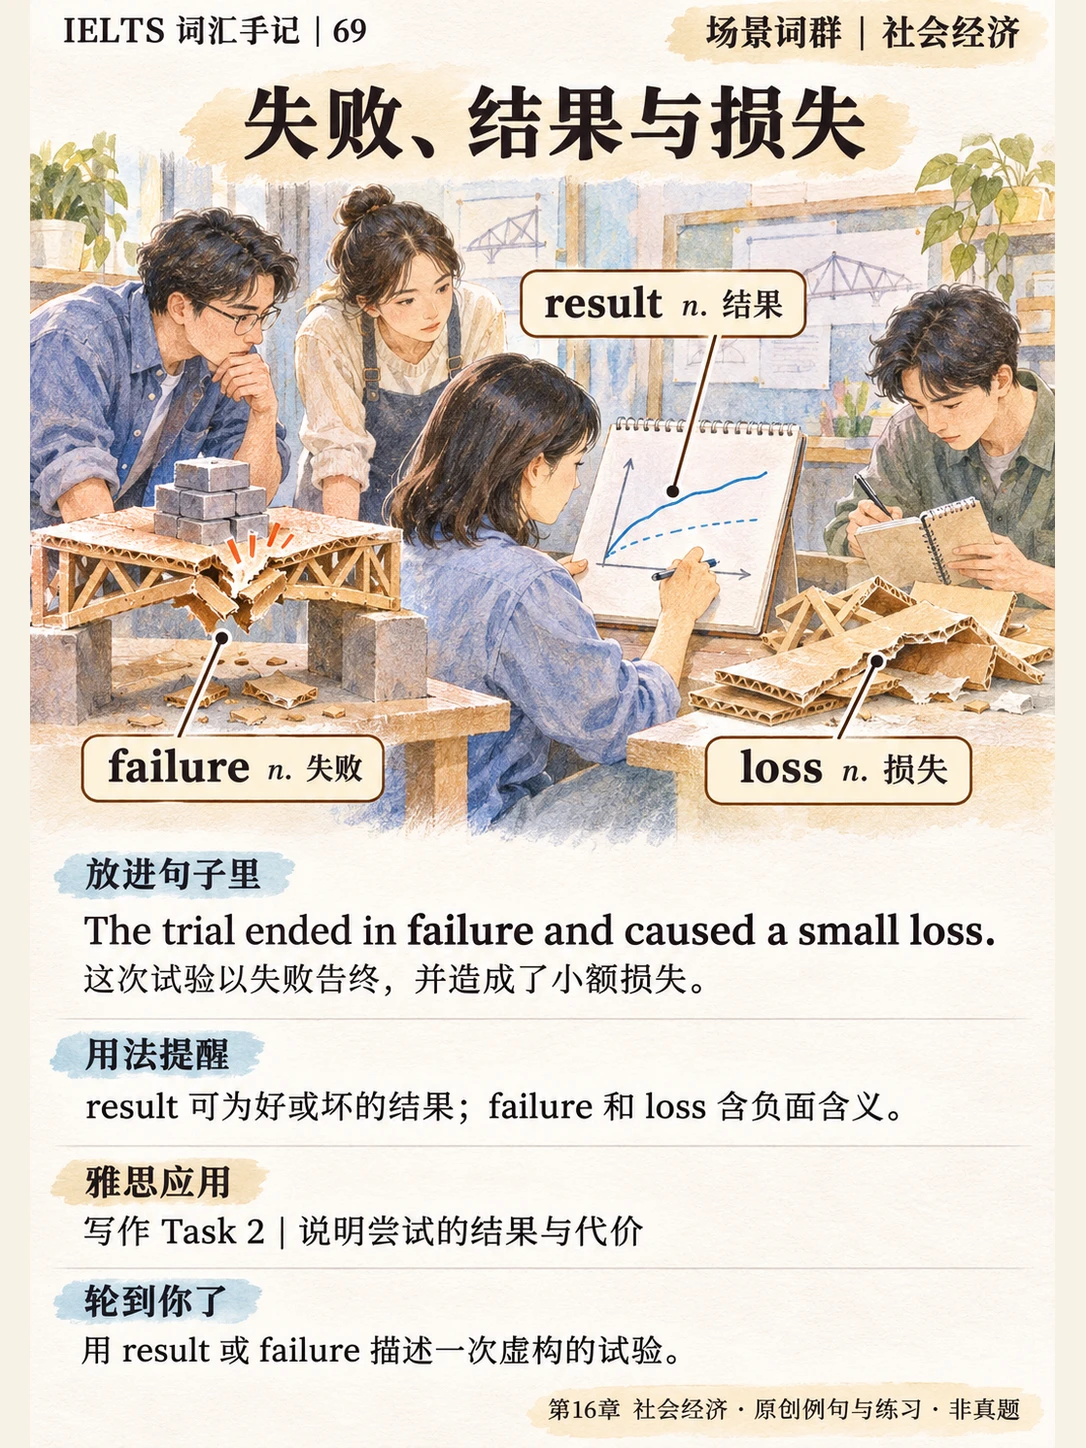 IELTS 词汇手记 | 69
场景词群 | 社会经济
失败、结果与损失
result n. 结果
failure n. 失败
loss n. 损失
放进句子里
The trial ended in failure and caused a small loss.
这次试验以失败告终，并造成了小额损失。
用法提醒
result 可为好或坏的结果；failure 和 loss 含负面含义。
雅思应用
写作 Task 2 | 说明尝试的结果与代价
轮到你了
用 result 或 failure 描述一次虚构的试验。
第16章 社会经济 · 原创例句与练习 · 非真题